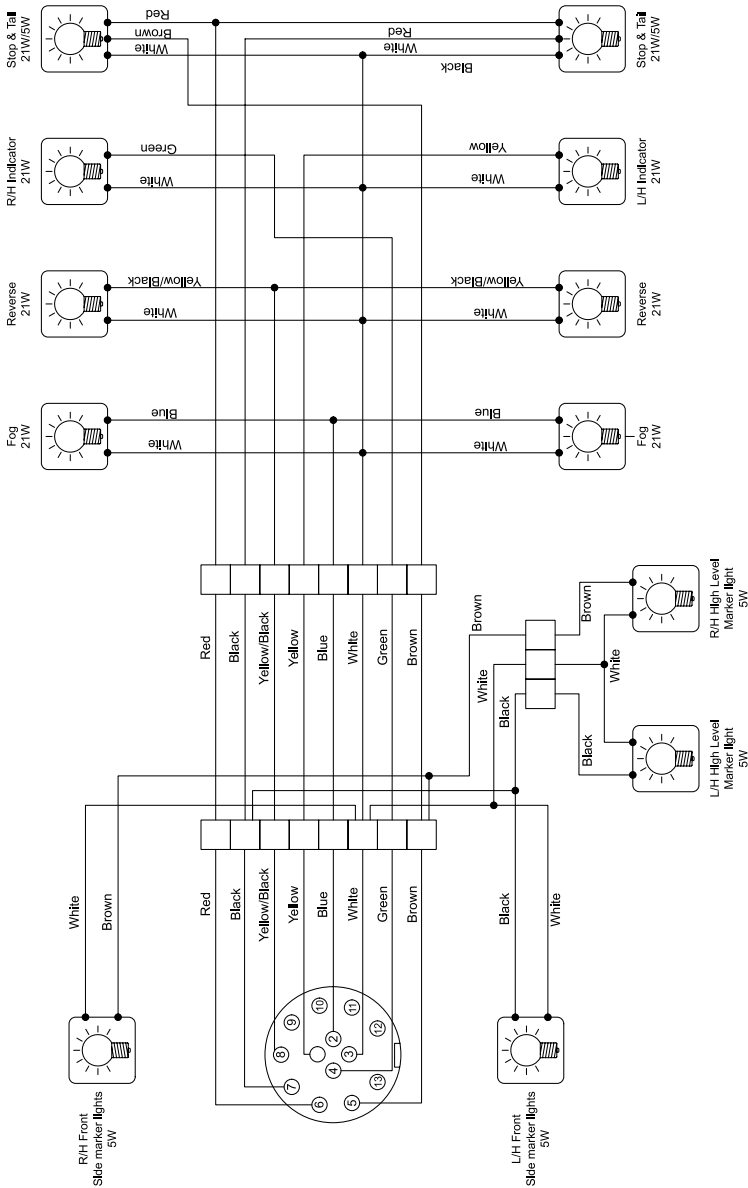 Stop & Tail
21W/5W
Red
Brown
White
Red
White
Black
Stop & Tail
21W/5W
R/H Indicator
21W
Green
White
Yellow
White
L/H Indicator
21W
Reverse
21W
Yellow/Black
White
Yellow/Black
White
Reverse
21W
Fog
21W
Blue
White
Blue
White
Fog
21W
Red
Black
Yellow/Black
Yellow
Blue
White
Green
Brown
Brown
White
Black
Brown
White
Black
R/H High Level
Marker light
5W
L/H High Level
Marker light
5W
White
Brown
Red
Black
Yellow/Black
Yellow
Blue
White
Green
Brown
Black
White
10
11
9
12
8
2
3
4
7
13
6
5
R/H Front
Side marker lights
5W
L/H Front
Side marker lights
5W